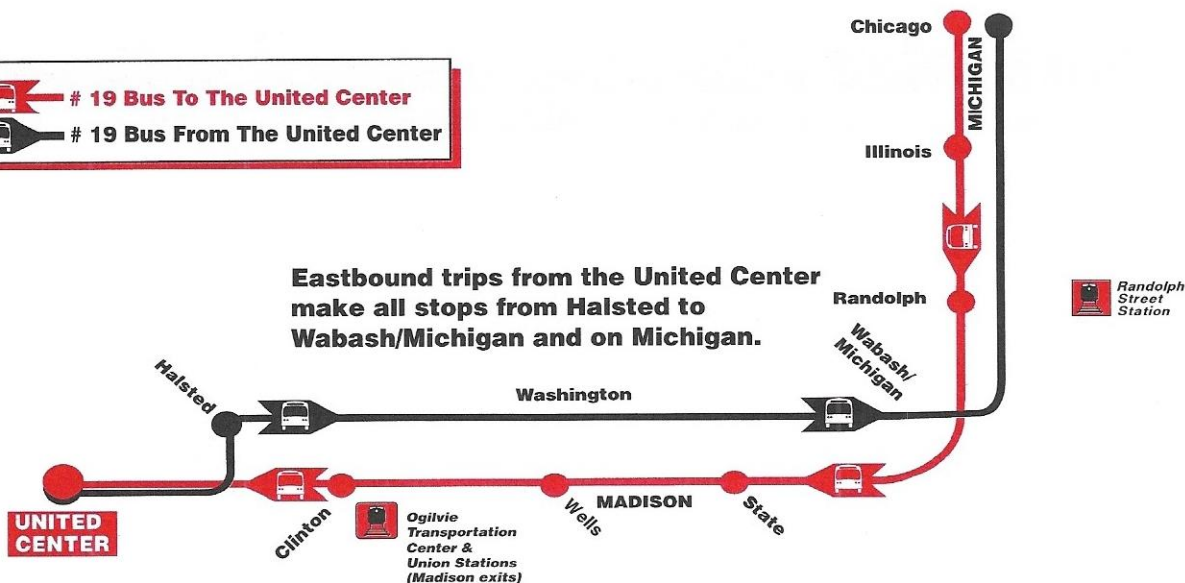 # 19 Bus To The United Center
# 19 Bus From The United Center
Chicago
MICHIGAN
Illinois
Eastbound trips from the United Center
make all stops from Halsted to
Wabash/Michigan and on Michigan.
Randolph
Randolph
Street
Station
Wabash/
Michigan
Halsted
Washington
UNITED
CENTER
Clinton
Ogilvie
Transportation
Center &
Union Stations
(Madison exits)
Wells
MADISON
State